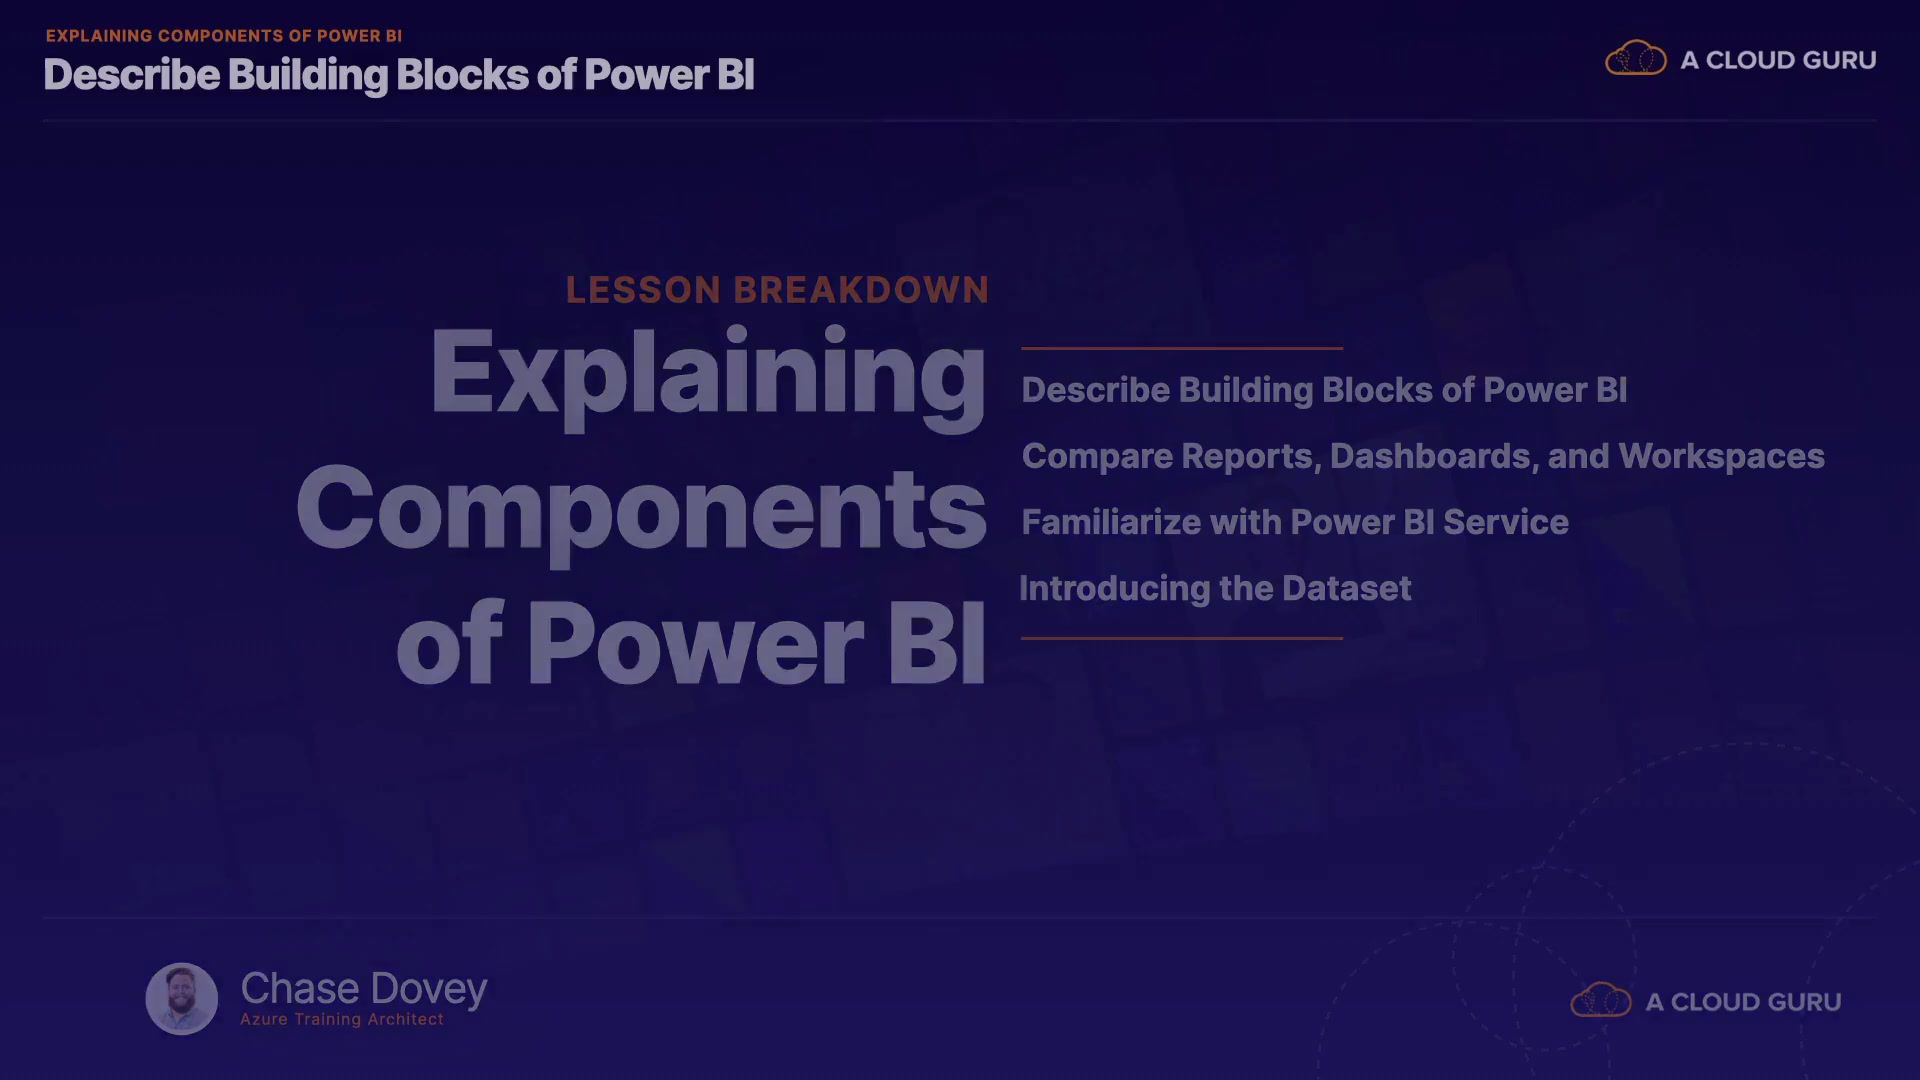 EXPLAINING COMPONENTS OF POWER BI
Describe Building Blocks of Power BI
A CLOUD GURU
LESSON BREAKDOWN
Explaining
Components
of Power BI
Describe Building Blocks of Power BI
Compare Reports, Dashboards, and Workspaces
Familiarize with Power BI Service
Introducing the Dataset
Chase Dovey
Azure Training Architect
A CLOUD GURU